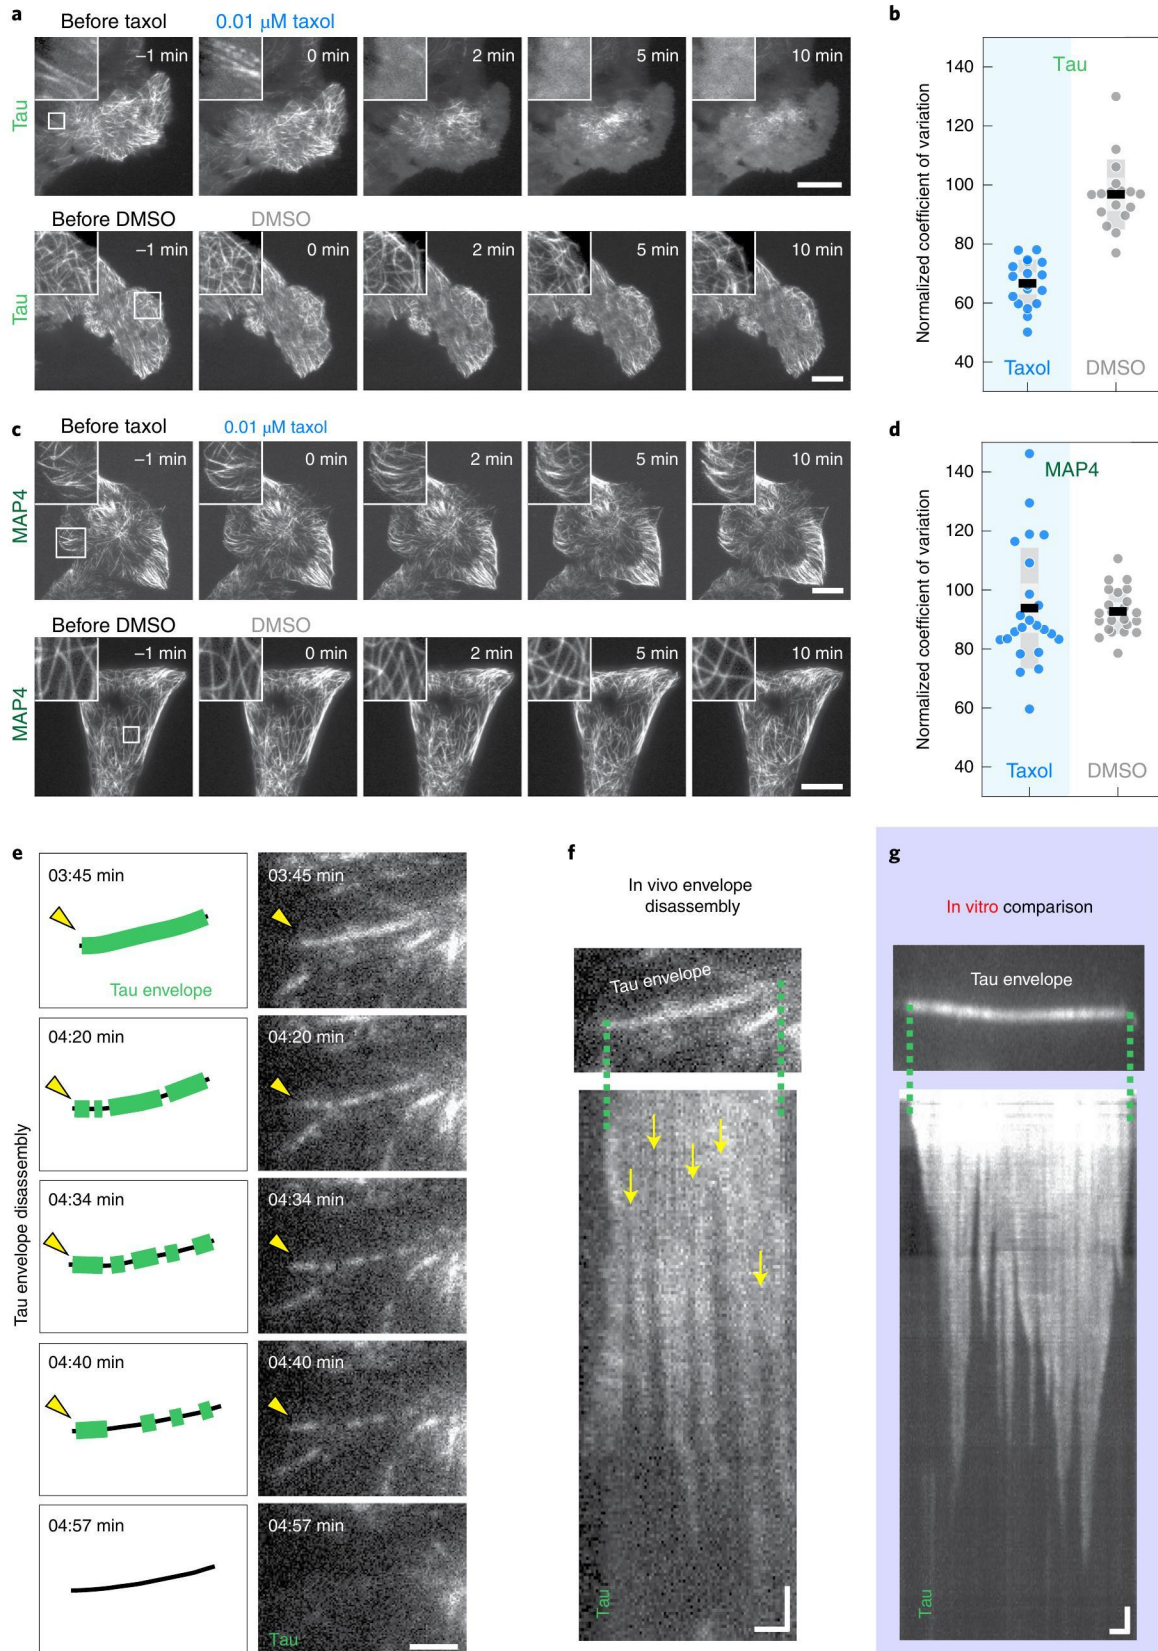 a
Before taxol
0.01 μM taxol
Tau
–1 min
0 min
2 min
5 min
10 min
Before DMSO
DMSO
Tau
–1 min
0 min
2 min
5 min
10 min
b
Tau
Normalized coefficient of variation
140
120
100
80
60
40
Taxol
DMSO
c
Before taxol
0.01 μM taxol
MAP4
–1 min
0 min
2 min
5 min
10 min
Before DMSO
DMSO
MAP4
–1 min
0 min
2 min
5 min
10 min
d
MAP4
Normalized coefficient of variation
140
120
100
80
60
40
Taxol
DMSO
e
Tau envelope disassembly
03:45 min
Tau envelope
03:45 min
04:20 min
04:20 min
04:34 min
04:34 min
04:40 min
04:40 min
04:57 min
04:57 min
Tau
f
In vivo envelope
disassembly
Tau envelope
Tau
g
In vitro comparison
Tau envelope
Tau